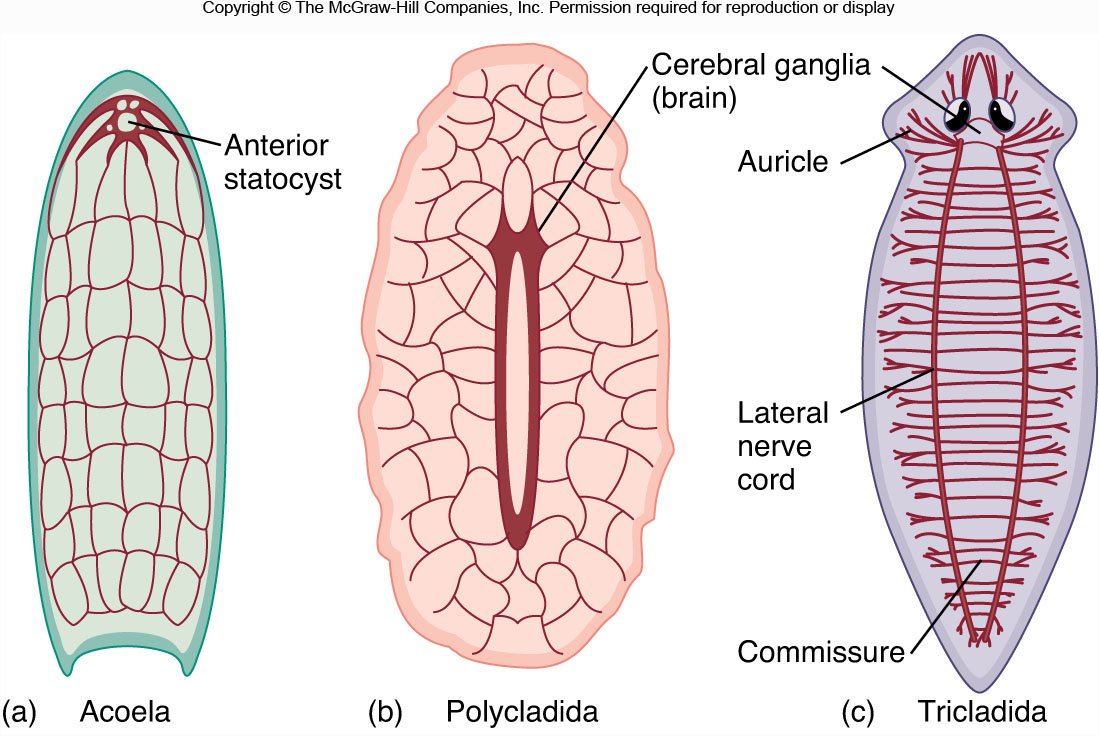 Copyright © The McGraw-Hill Companies, Inc. Permission required for reproduction or display
Anterior
statocyst
Cerebral ganglia
(brain)
Auricle
Lateral
nerve
cord
Commissure
(a) Acoela
(b) Polycladida
(c) Tricladida